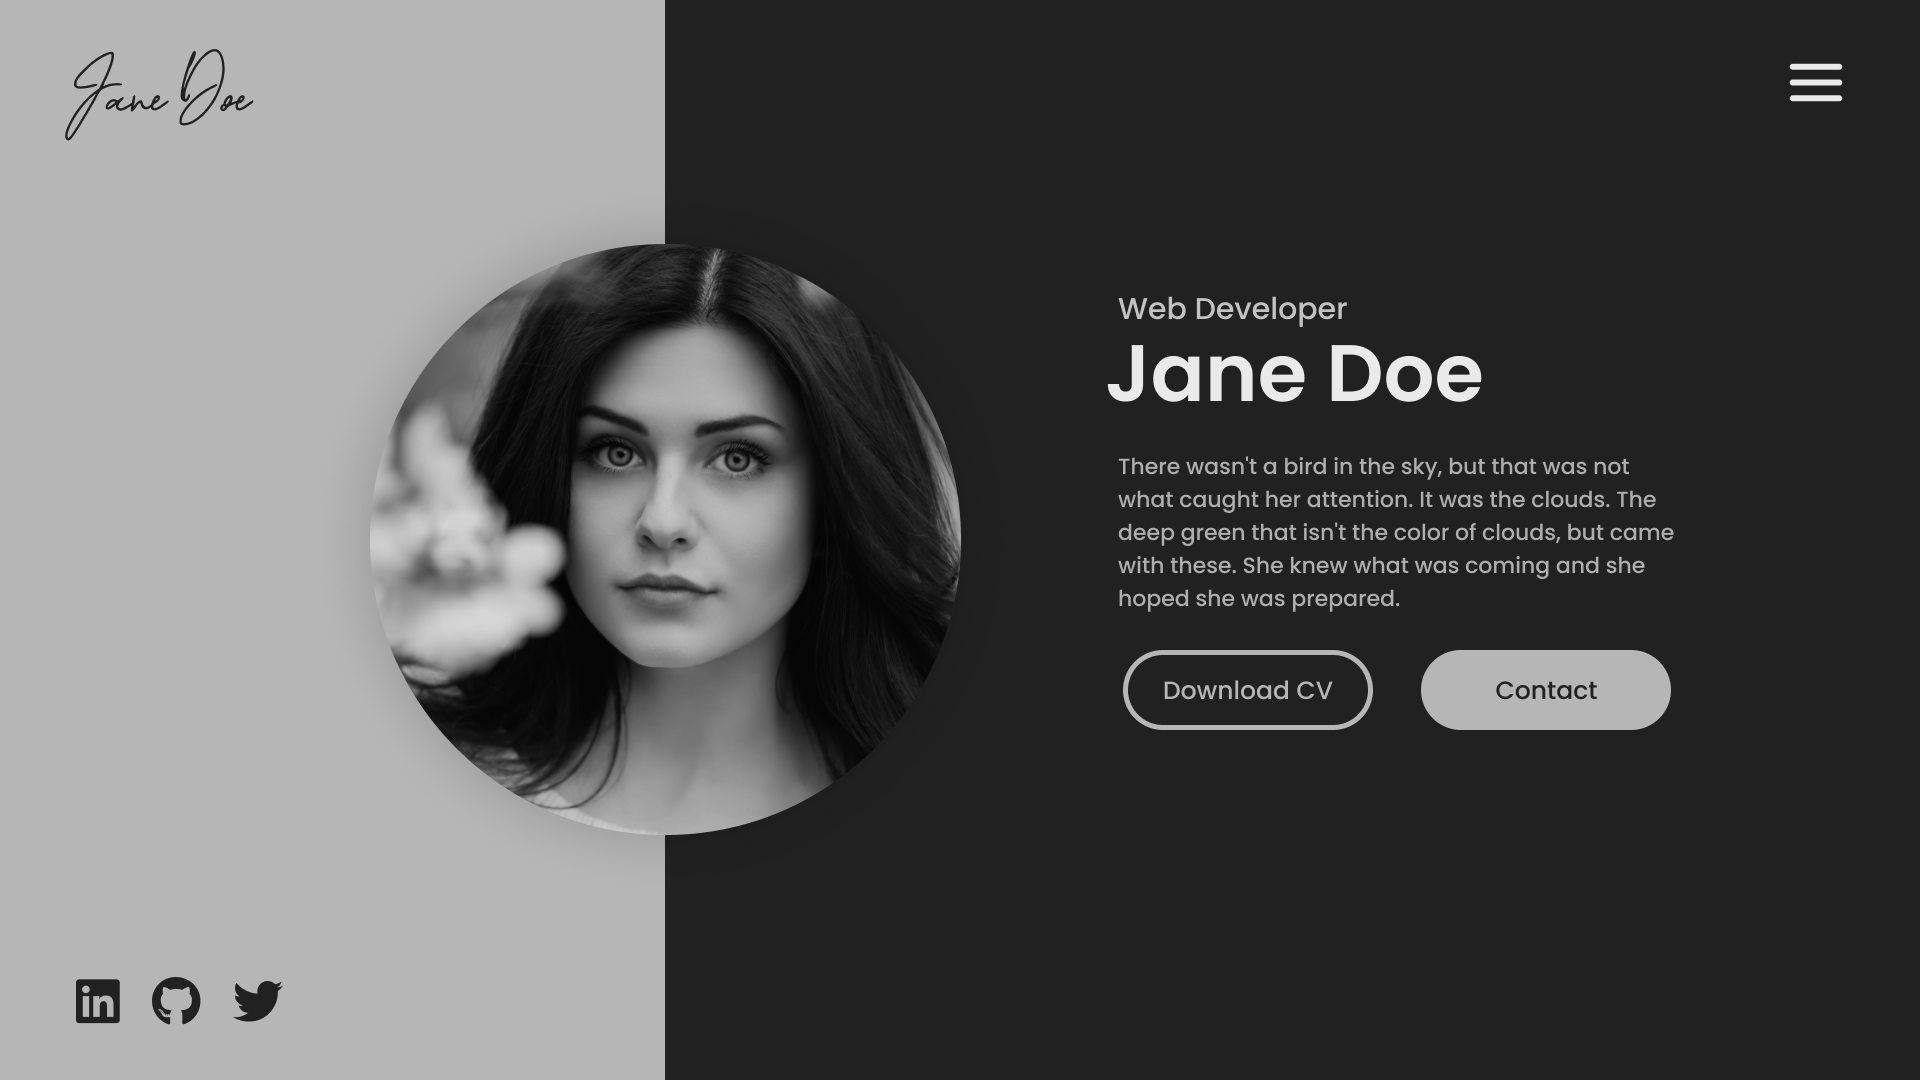 Jane Doe
Web Developer
Jane Doe
There wasn't a bird in the sky, but that was not
what caught her attention. It was the clouds. The
deep green that isn't the color of clouds, but came
with these. She knew what was coming and she
hoped she was prepared.
Download CV
Contact
in